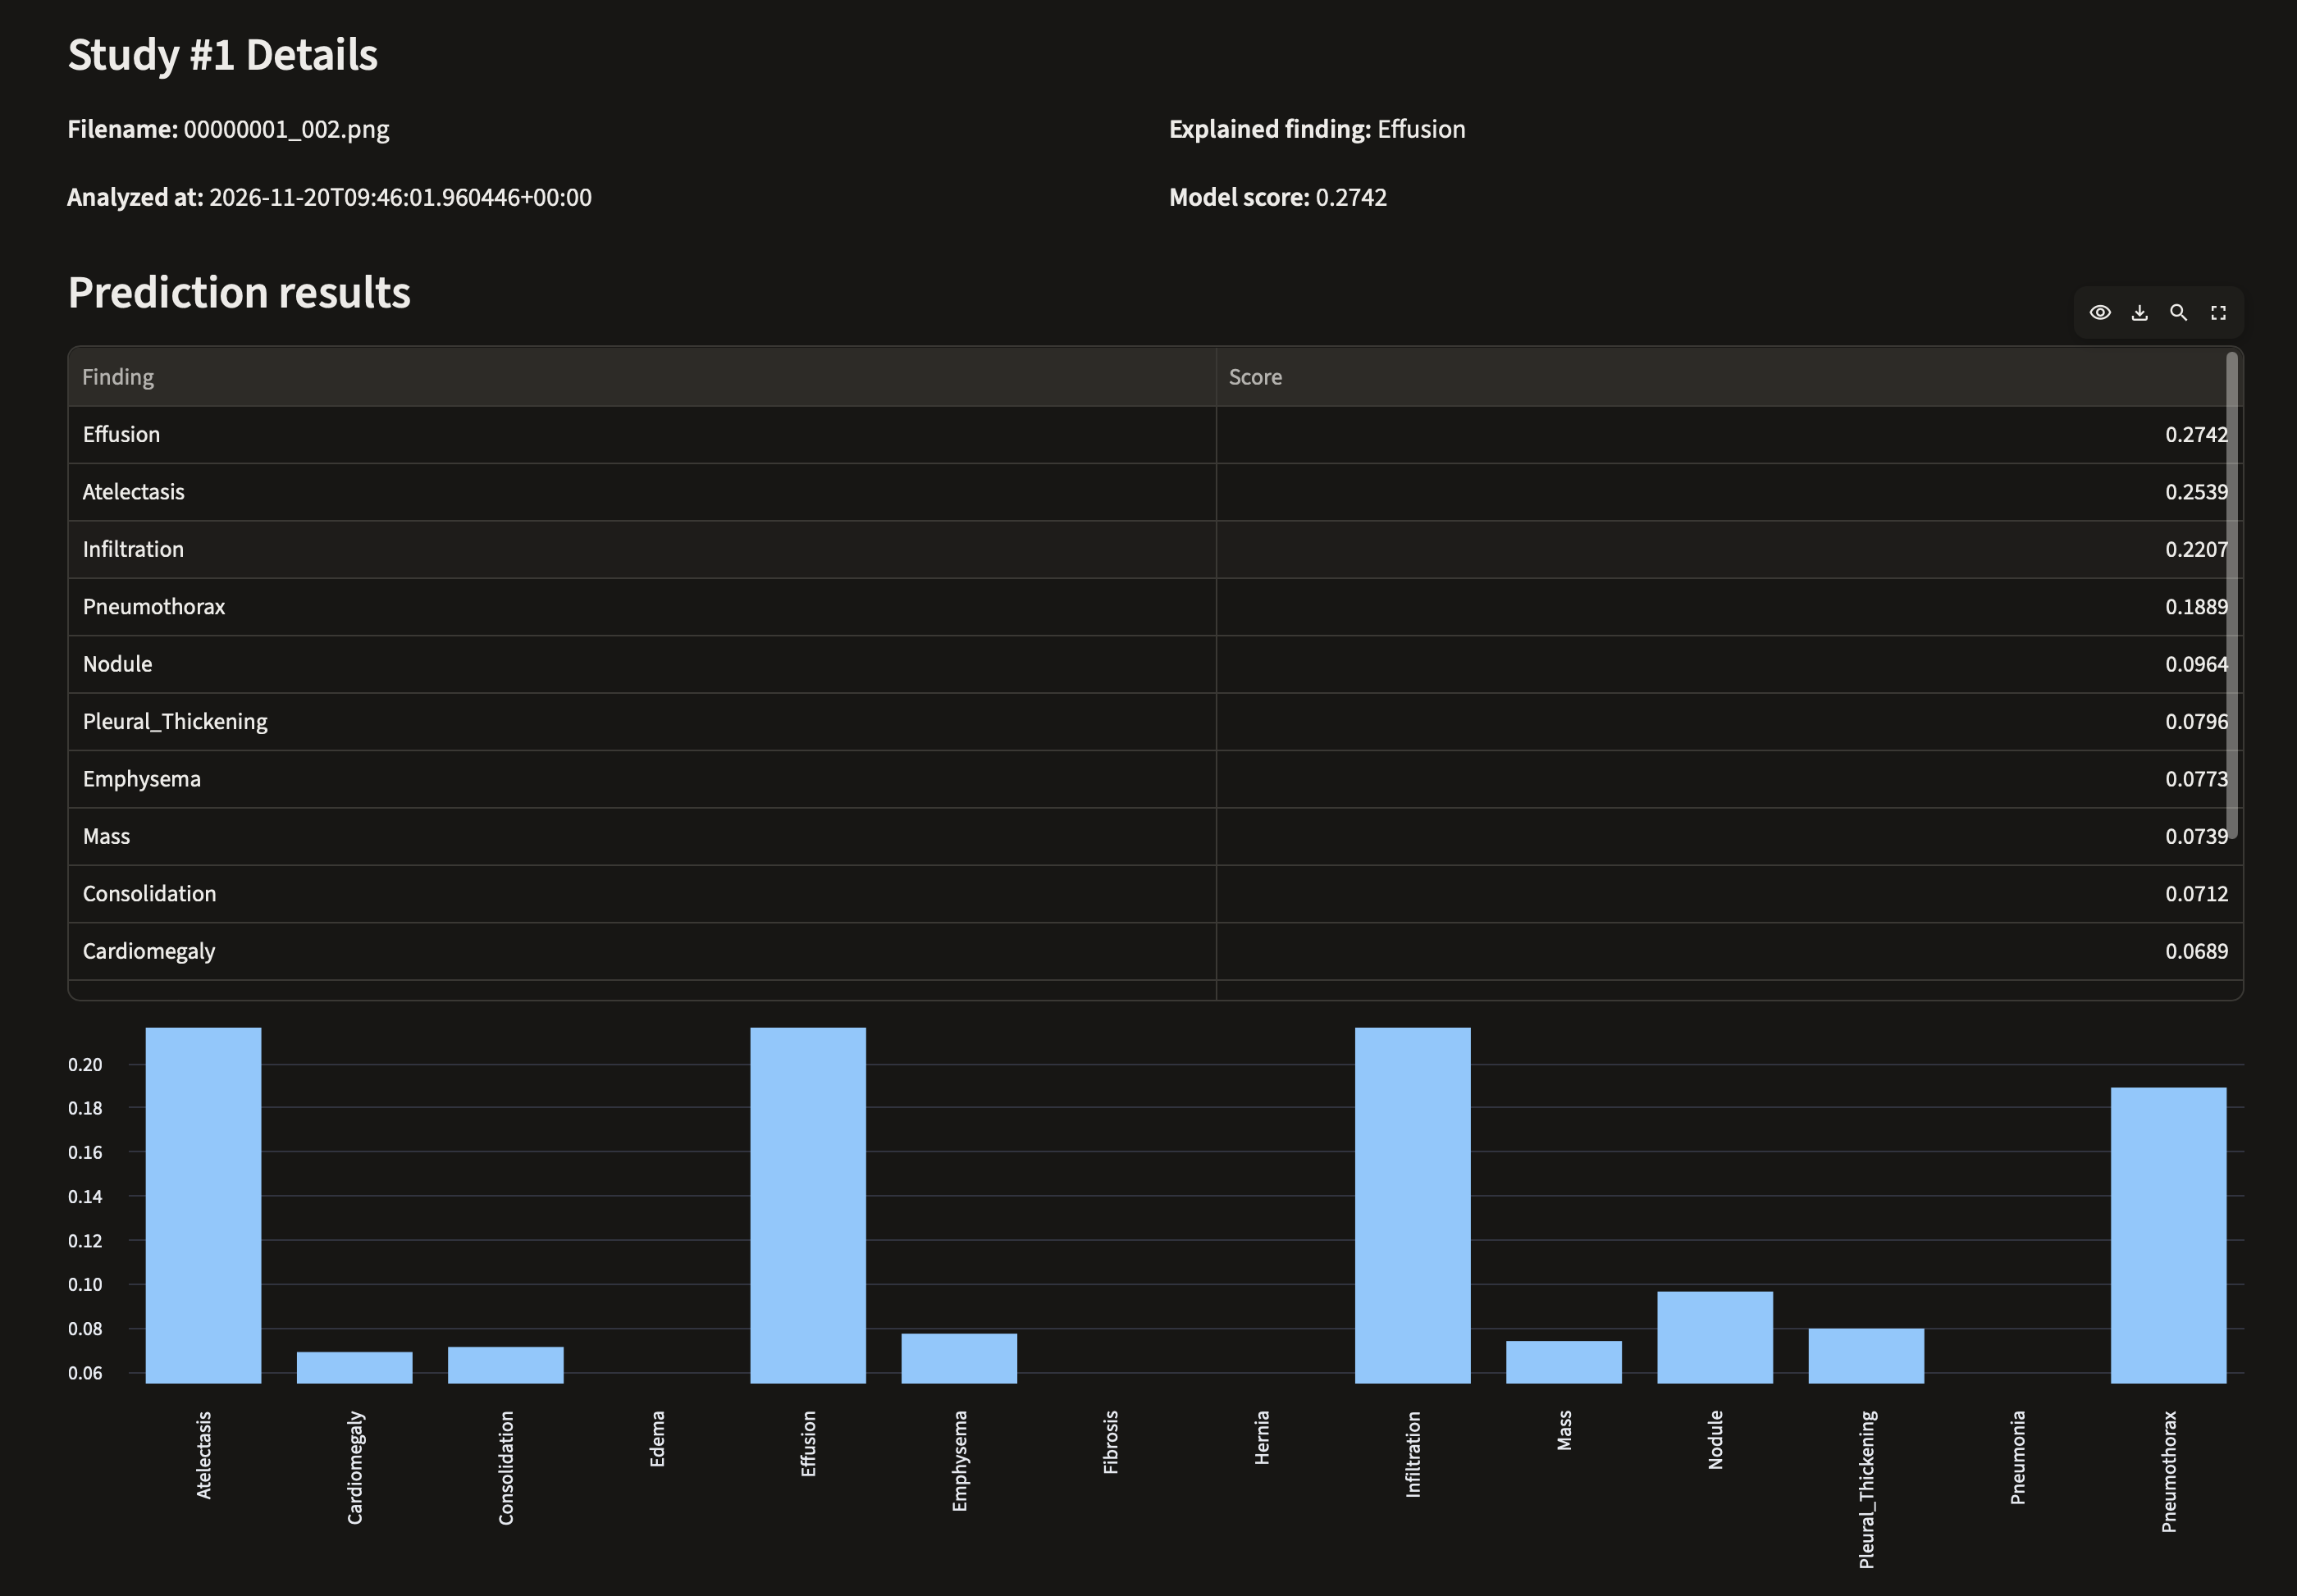 Study #1 Details
Filename: 00000001_002.png
Explained finding: Effusion
Analyzed at: 2026-11-20T09:46:01.960446+00:00
Model score: 0.2742
Prediction results
Finding Score
Effusion 0.2742
Atelectasis 0.2539
Infiltration 0.2207
Pneumothorax 0.1889
Nodule 0.0964
Pleural_Thickening 0.0796
Emphysema 0.0773
Mass 0.0739
Consolidation 0.0712
Cardiomegaly 0.0689
0.20
0.18
0.16
0.14
0.12
0.10
0.08
0.06
Atelectasis
Cardiomegaly
Consolidation
Edema
Effusion
Emphysema
Fibrosis
Hernia
Infiltration
Mass
Nodule
Pleural_Thickening
Pneumonia
Pneumothorax